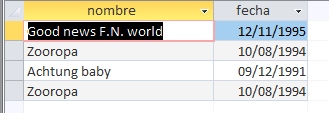 nombre fecha
Good news F.N. world 12/11/1995
Zooropa 10/08/1994
Achtung baby 09/12/1991
Zooropa 10/08/1994